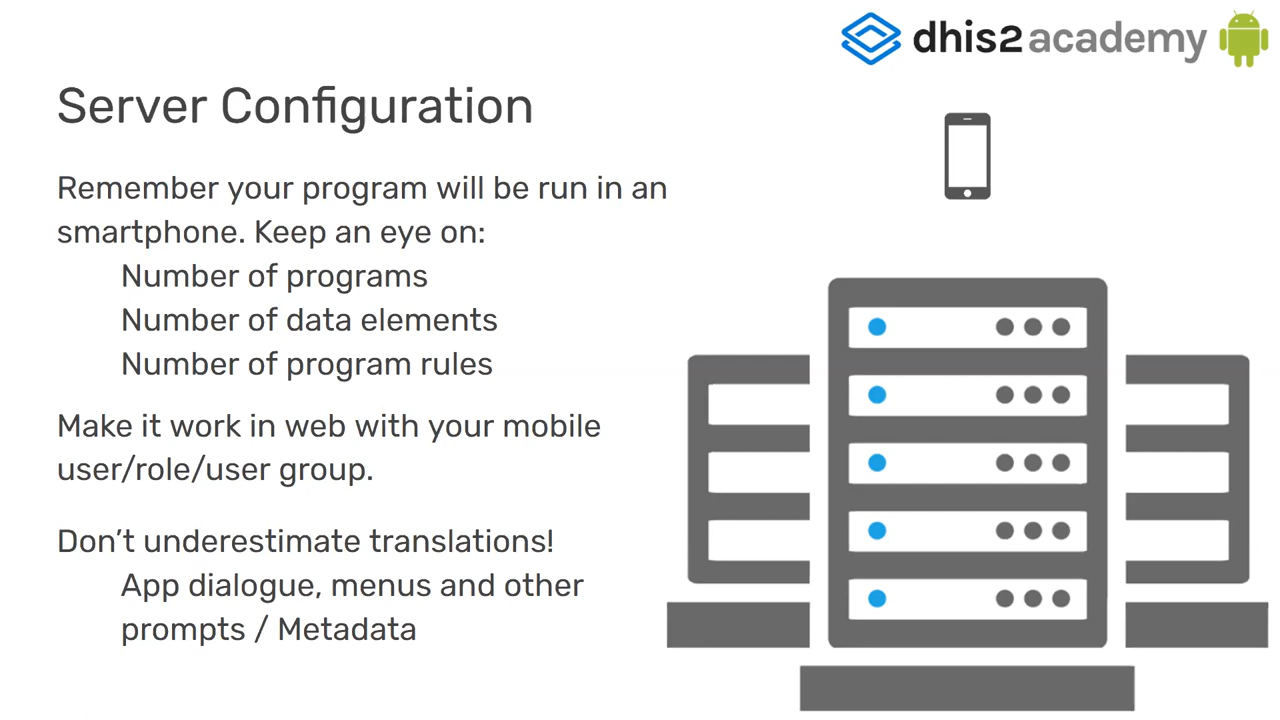 dhis2 academy
Server Configuration
Remember your program will be run in an
smartphone. Keep an eye on:
Number of programs
Number of data elements
Number of program rules
Make it work in web with your mobile
user/role/user group.
Don’t underestimate translations!
App dialogue, menus and other
prompts / Metadata